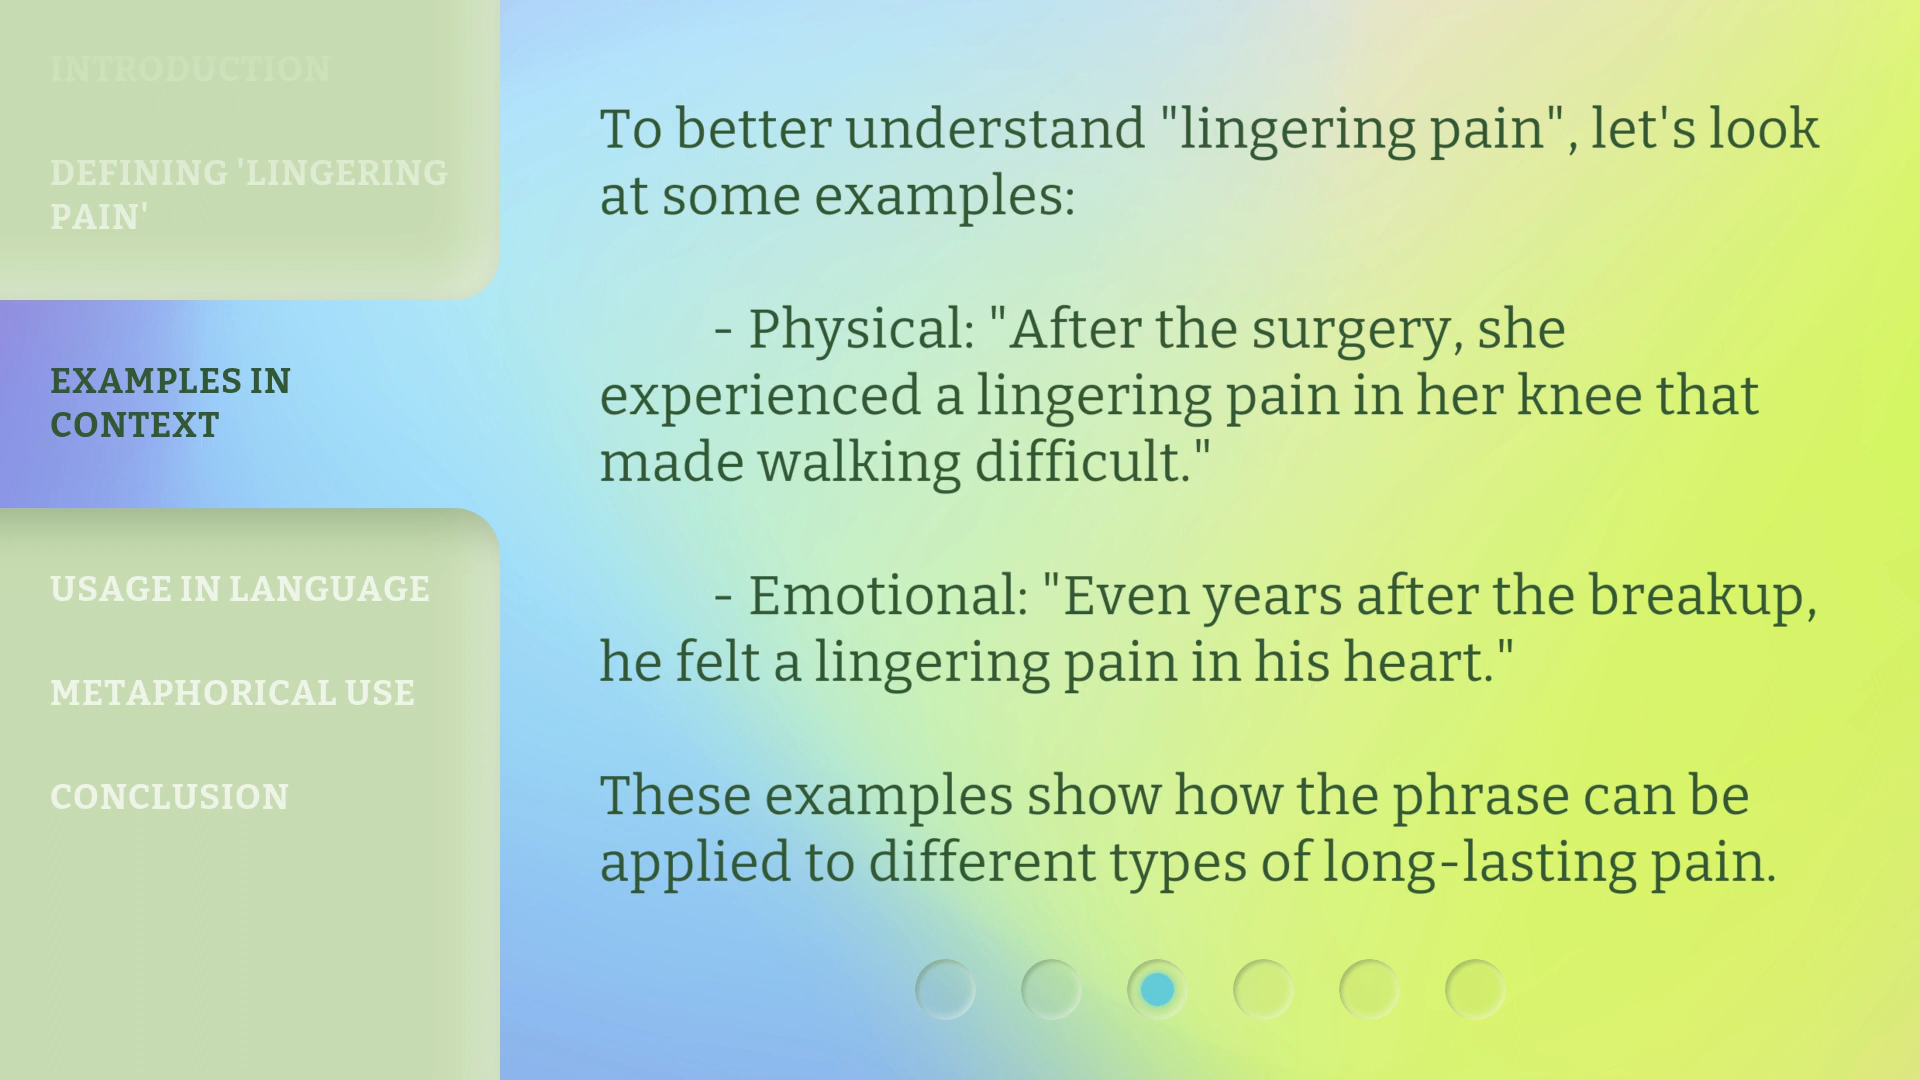 INTRODUCTION
DEFINING 'LINGERING
PAIN'
EXAMPLES IN
CONTEXT
USAGE IN LANGUAGE
METAPHORICAL USE
CONCLUSION
To better understand "lingering pain", let's look
at some examples:
- Physical: "After the surgery, she
experienced a lingering pain in her knee that
made walking difficult."
- Emotional: "Even years after the breakup,
he felt a lingering pain in his heart."
These examples show how the phrase can be
applied to different types of long-lasting pain.